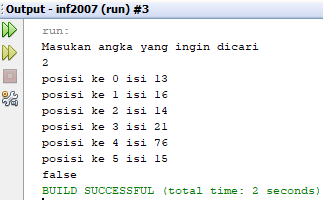 Output - inf2007 (run) #3
run:
Masukan angka yang ingin dicari
2
posisi ke 0 isi 13
posisi ke 1 isi 16
posisi ke 2 isi 14
posisi ke 3 isi 21
posisi ke 4 isi 76
posisi ke 5 isi 15
false
BUILD SUCCESSFUL (total time: 2 seconds)